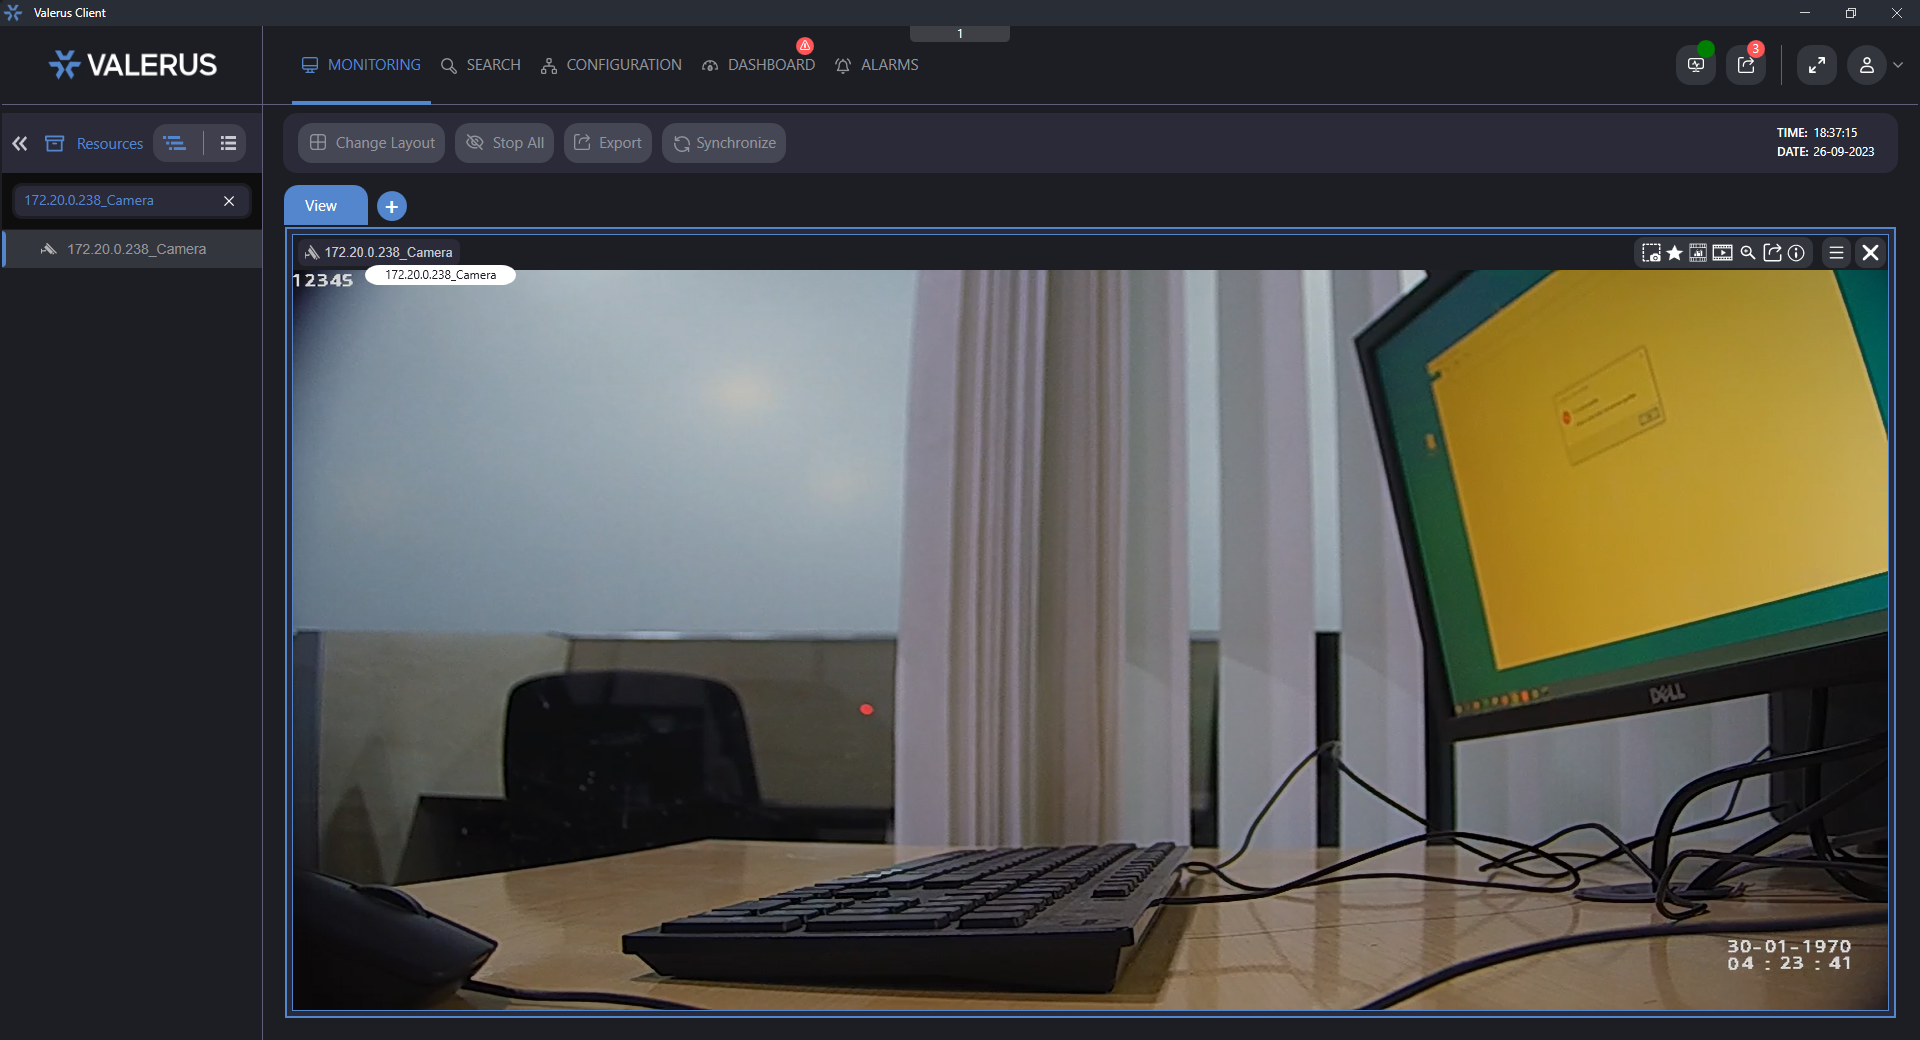 Valerus Client
1
VALERUS
MONITORING
SEARCH
CONFIGURATION
DASHBOARD
ALARMS
3
Resources
Change Layout
Stop All
Export
Synchronize
TIME: 18:37:15
DATE: 26-09-2023
172.20.0.238_Camera
View
172.20.0.238_Camera
172.20.0.238_Camera
12345
172.20.0.238_Camera
DELL
30-01-1970
04 : 23 : 41